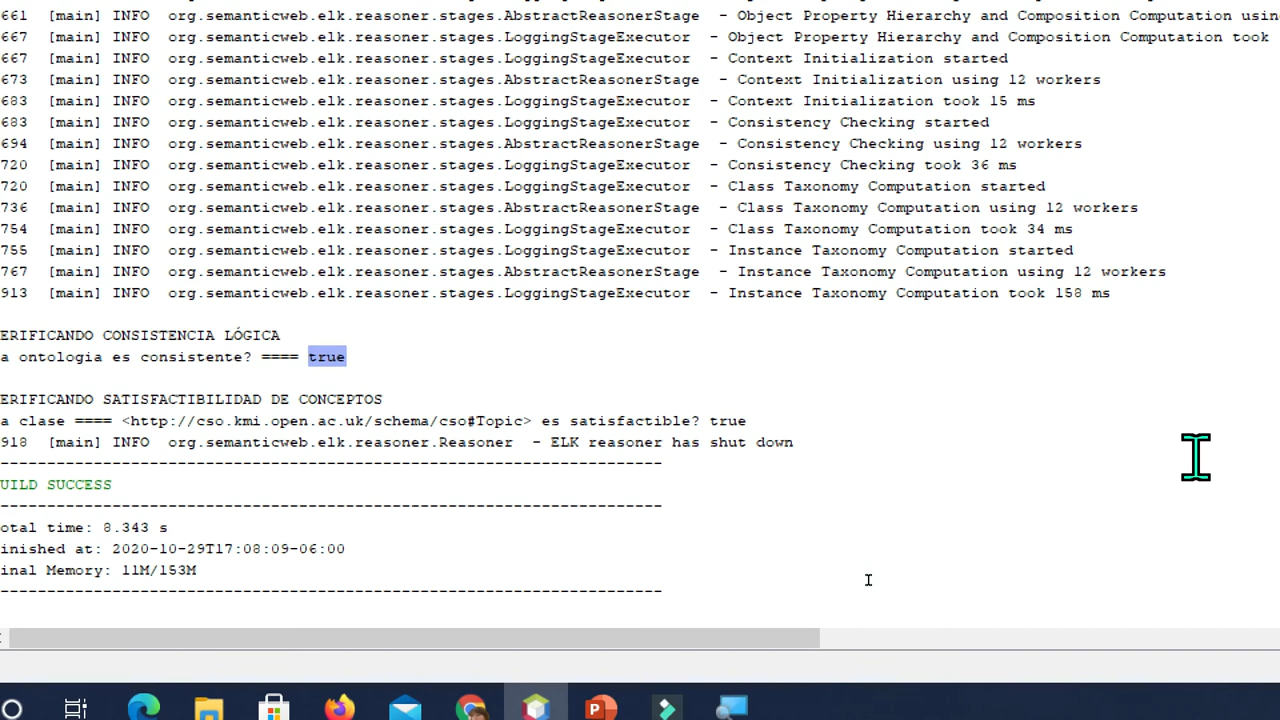 661 [main] INFO org.semanticweb.elk.reasoner.stages.AbstractReasonerStage - Object Property Hierarchy and Composition Computation usin
667 [main] INFO org.semanticweb.elk.reasoner.stages.LoggingStageExecutor - Object Property Hierarchy and Composition Computation took
667 [main] INFO org.semanticweb.elk.reasoner.stages.LoggingStageExecutor - Context Initialization started
673 [main] INFO org.semanticweb.elk.reasoner.stages.AbstractReasonerStage - Context Initialization using 12 workers
683 [main] INFO org.semanticweb.elk.reasoner.stages.LoggingStageExecutor - Context Initialization took 15 ms
683 [main] INFO org.semanticweb.elk.reasoner.stages.LoggingStageExecutor - Consistency Checking started
694 [main] INFO org.semanticweb.elk.reasoner.stages.AbstractReasonerStage - Consistency Checking using 12 workers
720 [main] INFO org.semanticweb.elk.reasoner.stages.LoggingStageExecutor - Consistency Checking took 36 ms
720 [main] INFO org.semanticweb.elk.reasoner.stages.LoggingStageExecutor - Class Taxonomy Computation started
736 [main] INFO org.semanticweb.elk.reasoner.stages.AbstractReasonerStage - Class Taxonomy Computation using 12 workers
754 [main] INFO org.semanticweb.elk.reasoner.stages.LoggingStageExecutor - Class Taxonomy Computation took 34 ms
755 [main] INFO org.semanticweb.elk.reasoner.stages.LoggingStageExecutor - Instance Taxonomy Computation started
767 [main] INFO org.semanticweb.elk.reasoner.stages.AbstractReasonerStage - Instance Taxonomy Computation using 12 workers
913 [main] INFO org.semanticweb.elk.reasoner.stages.LoggingStageExecutor - Instance Taxonomy Computation took 158 ms
ERIFICANDO CONSISTENCIA LÓGICA
a ontologia es consistente? ==== true
ERIFICANDO SATISFACTIBILIDAD DE CONCEPTOS
a clase ==== <http://cso.kmi.open.ac.uk/schema/cso#Topic> es satisfactible? true
918 [main] INFO org.semanticweb.elk.reasoner.Reasoner - ELK reasoner has shut down
------------------------------------------------------------------------
UILD SUCCESS
------------------------------------------------------------------------
otal time: 8.343 s
inished at: 2020-10-29T17:08:09-06:00
inal Memory: 11M/153M
------------------------------------------------------------------------